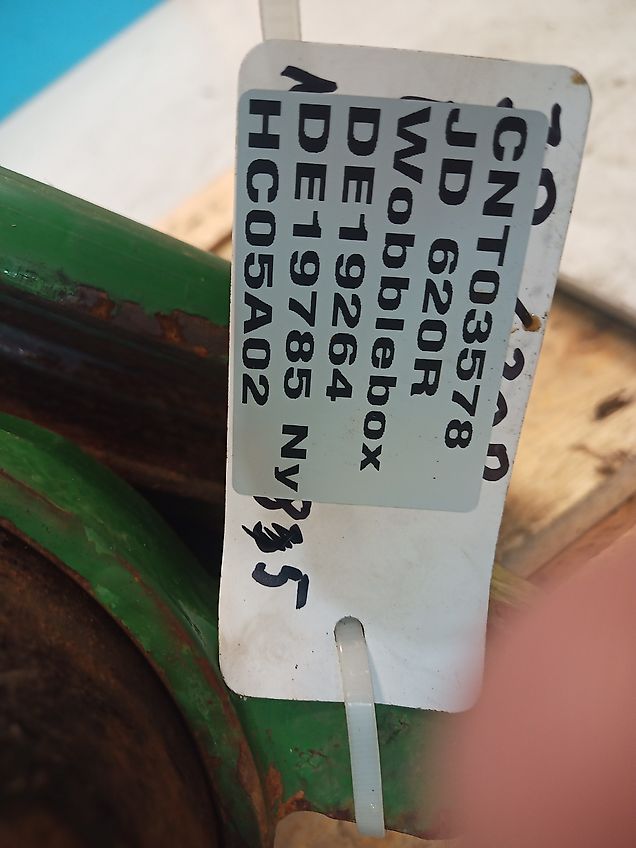 CNT03578
JD 620R
Wobblebox
DE19264
DE19785 Ny
HC05A02